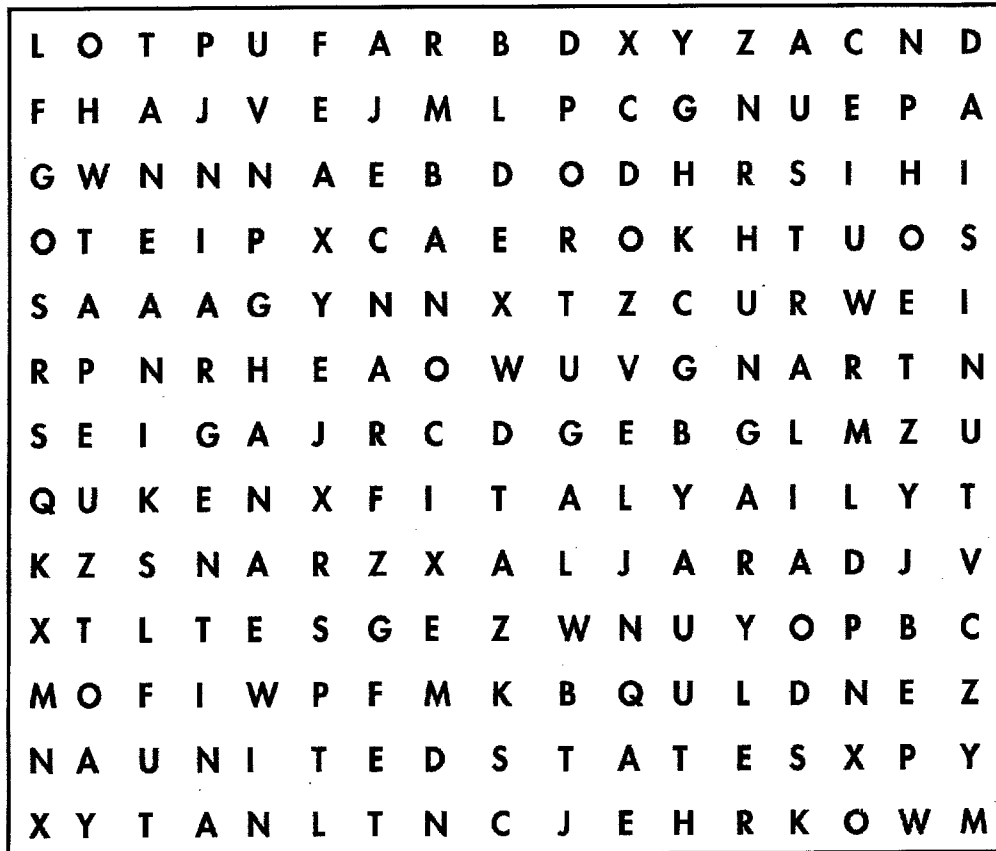 L O T P U F A R B D X Y Z A C N D
F H A J V E J M L P C G N U E P A
G W N N N A E B D O D H R S I H I
O T E I P X C A E R O K H T U O S
S A A A G Y N N X T Z C U R W E I
R P N R H E A O W U V G N A R T N
S E I G A J R C D G E B G L M Z U
Q U K E N X F I T A L Y A I L Y T
K Z S N A R Z X A L J A R A D J V
X T L T E S G E Z W N U Y O P B C
M O F I W P F M K B Q U L D N E Z
N A U N I T E D S T A T E S X P Y
X Y T A N L T N C J E H R K O W M